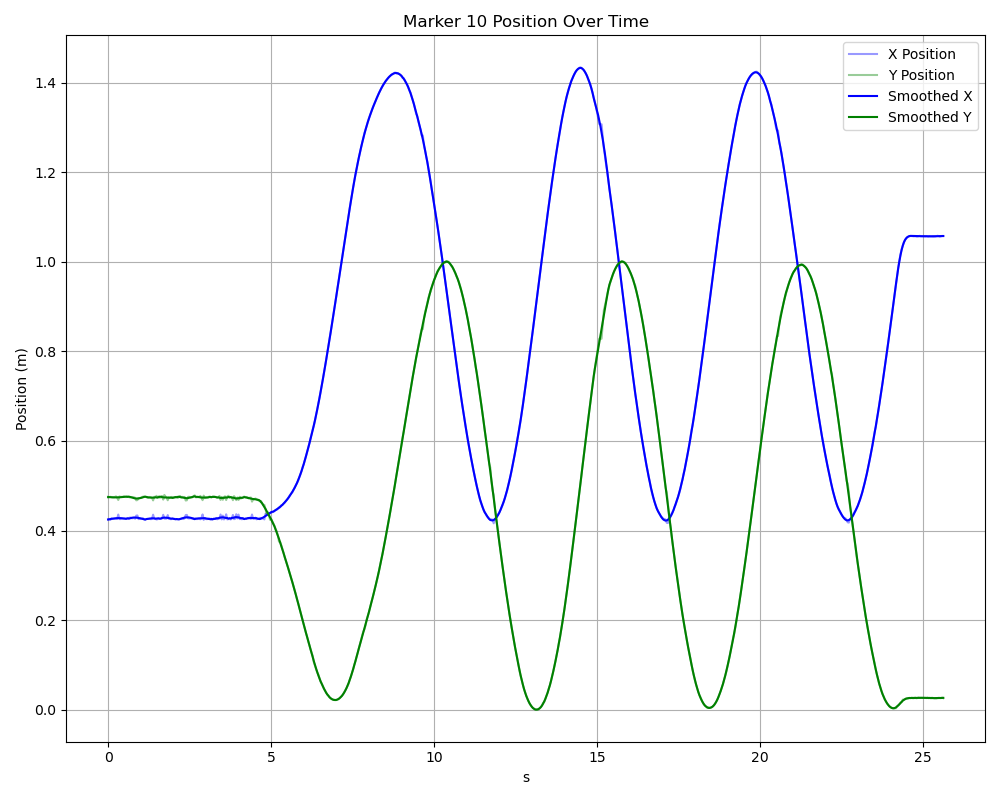 Marker 10 Position Over Time
X Position
Y Position
Smoothed X
Smoothed Y
Position (m)
1.4
1.2
1.0
0.8
0.6
0.4
0.2
0.0
0 5 10 15 20 25
s